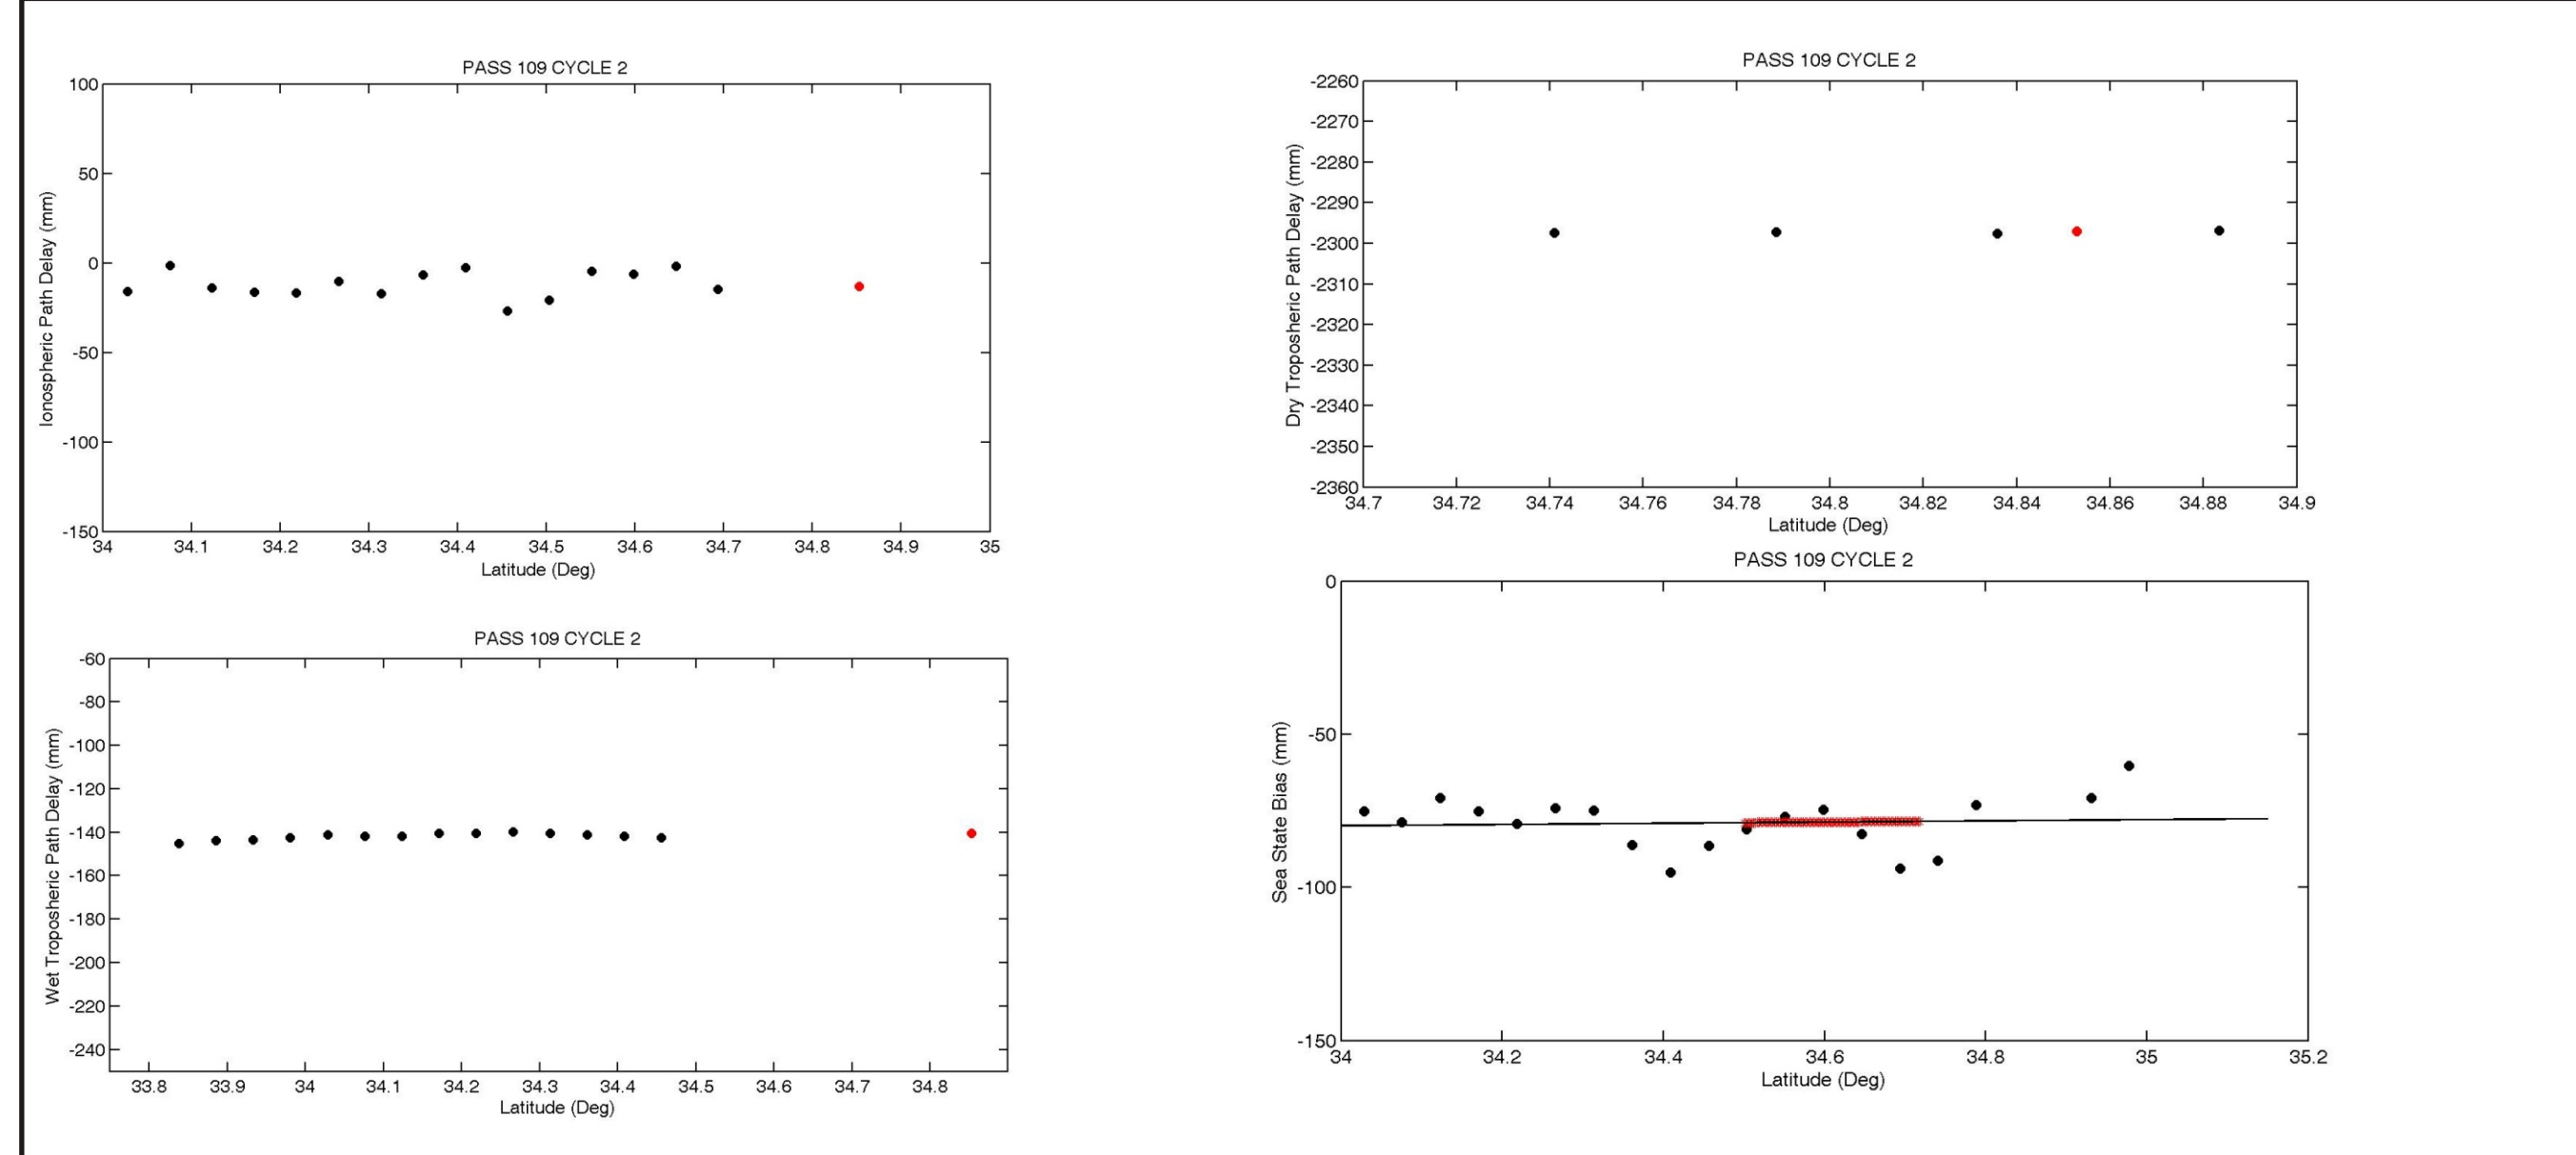 PASS 109 CYCLE 2
100
50
0
-50
-100
-150
Ionospheric Path Delay (mm)
34 34.1 34.2 34.3 34.4 34.5 34.6 34.7 34.8 34.9 35
Latitude (Deg)
PASS 109 CYCLE 2
-2260
-2270
-2280
-2290
-2300
-2310
-2320
-2330
-2340
-2350
-2360
Dry Troposheric Path Delay (mm)
34.7 34.72 34.74 34.76 34.78 34.8 34.82 34.84 34.86 34.88 34.9
Latitude (Deg)
PASS 109 CYCLE 2
-60
-80
-100
-120
-140
-160
-180
-200
-220
-240
Wet Troposheric Path Delay (mm)
33.8 33.9 34 34.1 34.2 34.3 34.4 34.5 34.6 34.7 34.8
Latitude (Deg)
PASS 109 CYCLE 2
0
-50
-100
-150
Sea State Bias (mm)
34 34.2 34.4 34.6 34.8 35 35.2
Latitude (Deg)